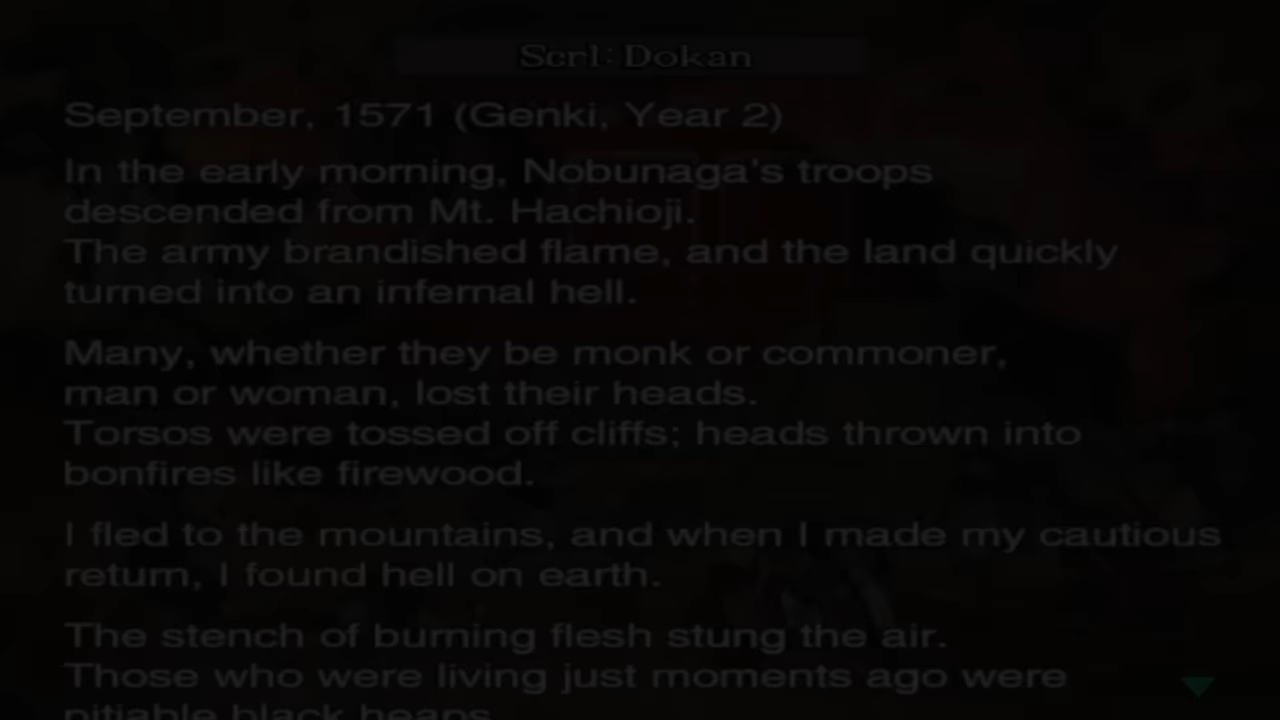 Scrl: Dokan
September, 1571 (Genki, Year 2)
In the early morning, Nobunaga's troops
descended from Mt. Hachioji.
The army brandished flame, and the land quickly
turned into an infernal hell.
Many, whether they be monk or commoner,
man or woman, lost their heads.
Torsos were tossed off cliffs; heads thrown into
bonfires like firewood.
I fled to the mountains, and when I made my cautious
return, I found hell on earth.
The stench of burning flesh stung the air.
Those who were living just moments ago were
pitiable black heaps.